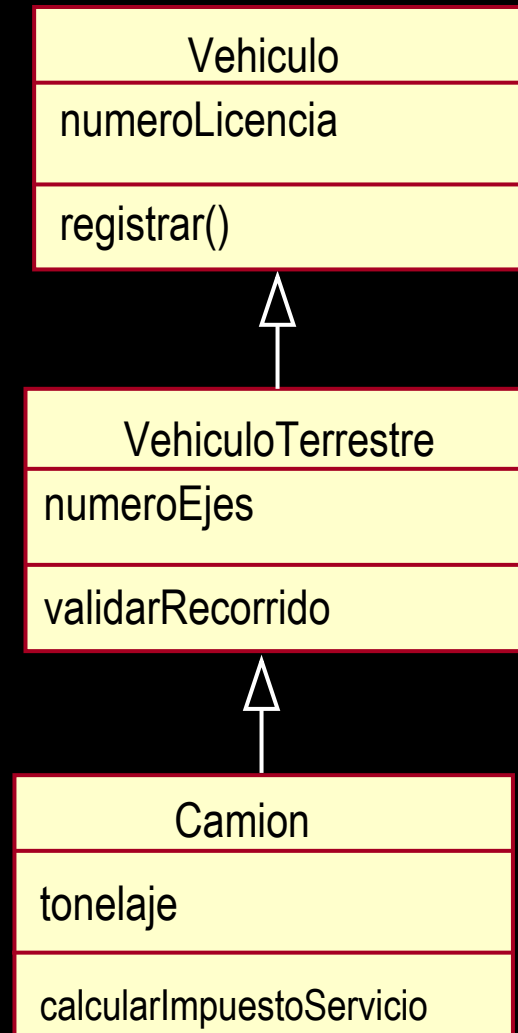 Vehiculo
numeroLicencia
registrar()
VehiculoTerrestre
numeroEjes
validarRecorrido
Camion
tonelaje
calcularImpuestoServicio